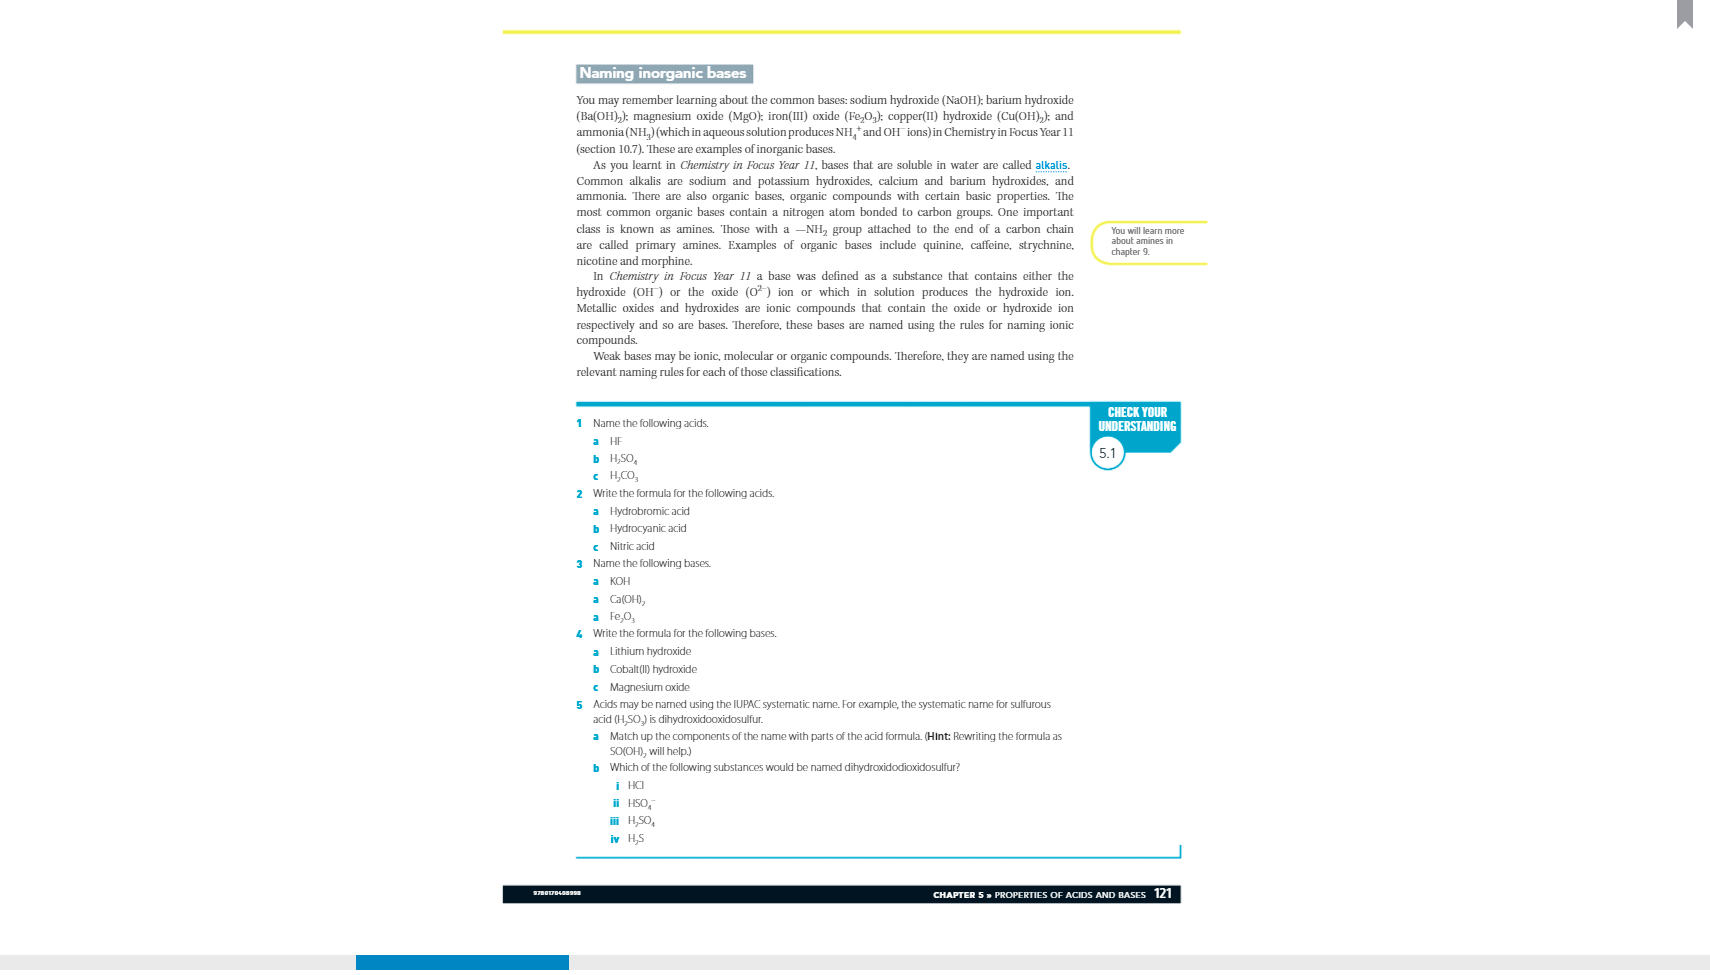 Naming inorganic bases
You may remember learning about the common bases: sodium hydroxide (NaOH); barium hydroxide
(Ba(OH)₂); magnesium oxide (MgO); iron(III) oxide (Fe₂O₃); copper(II) hydroxide (Cu(OH)₂); and
ammonia (NH₃) (which in aqueous solution produces NH₄⁺ and OH⁻ ions) in Chemistry in Focus Year 11
(section 10.7). These are examples of inorganic bases.
As you learnt in Chemistry in Focus Year 11, bases that are soluble in water are called alkalis.
Common alkalis are sodium and potassium hydroxides, calcium and barium hydroxides, and
ammonia. There are also organic bases, organic compounds with certain basic properties. The
most common organic bases contain a nitrogen atom bonded to carbon groups. One important
class is known as amines. Those with a —NH₂ group attached to the end of a carbon chain
are called primary amines. Examples of organic bases include quinine, caffeine, strychnine,
nicotine and morphine.
You will learn more
about amines in
chapter 9.
In Chemistry in Focus Year 11 a base was defined as a substance that contains either the
hydroxide (OH⁻) or the oxide (O²⁻) ion or which in solution produces the hydroxide ion.
Metallic oxides and hydroxides are ionic compounds that contain the oxide or hydroxide ion
respectively and so are bases. Therefore, these bases are named using the rules for naming ionic
compounds.
Weak bases may be ionic, molecular or organic compounds. Therefore, they are named using the
relevant naming rules for each of those classifications.
CHECK YOUR
UNDERSTANDING
5.1
1 Name the following acids.
a HF
b H₂SO₄
c H₂CO₃
2 Write the formula for the following acids.
a Hydrobromic acid
b Hydrocyanic acid
c Nitric acid
3 Name the following bases.
a KOH
a Ca(OH)₂
a Fe₂O₃
4 Write the formula for the following bases.
a Lithium hydroxide
b Cobalt(II) hydroxide
c Magnesium oxide
5 Acids may be named using the IUPAC systematic name. For example, the systematic name for sulfurous
acid (H₂SO₃) is dihydroxidooxidosulfur.
a Match up the components of the name with parts of the acid formula. (Hint: Rewriting the formula as
SO(OH)₂ will help.)
b Which of the following substances would be named dihydroxidodioxidosulfur?
i HCl
ii HSO₄⁻
iii H₂SO₄
iv H₂S
9780170408998
CHAPTER 5 » PROPERTIES OF ACIDS AND BASES 121